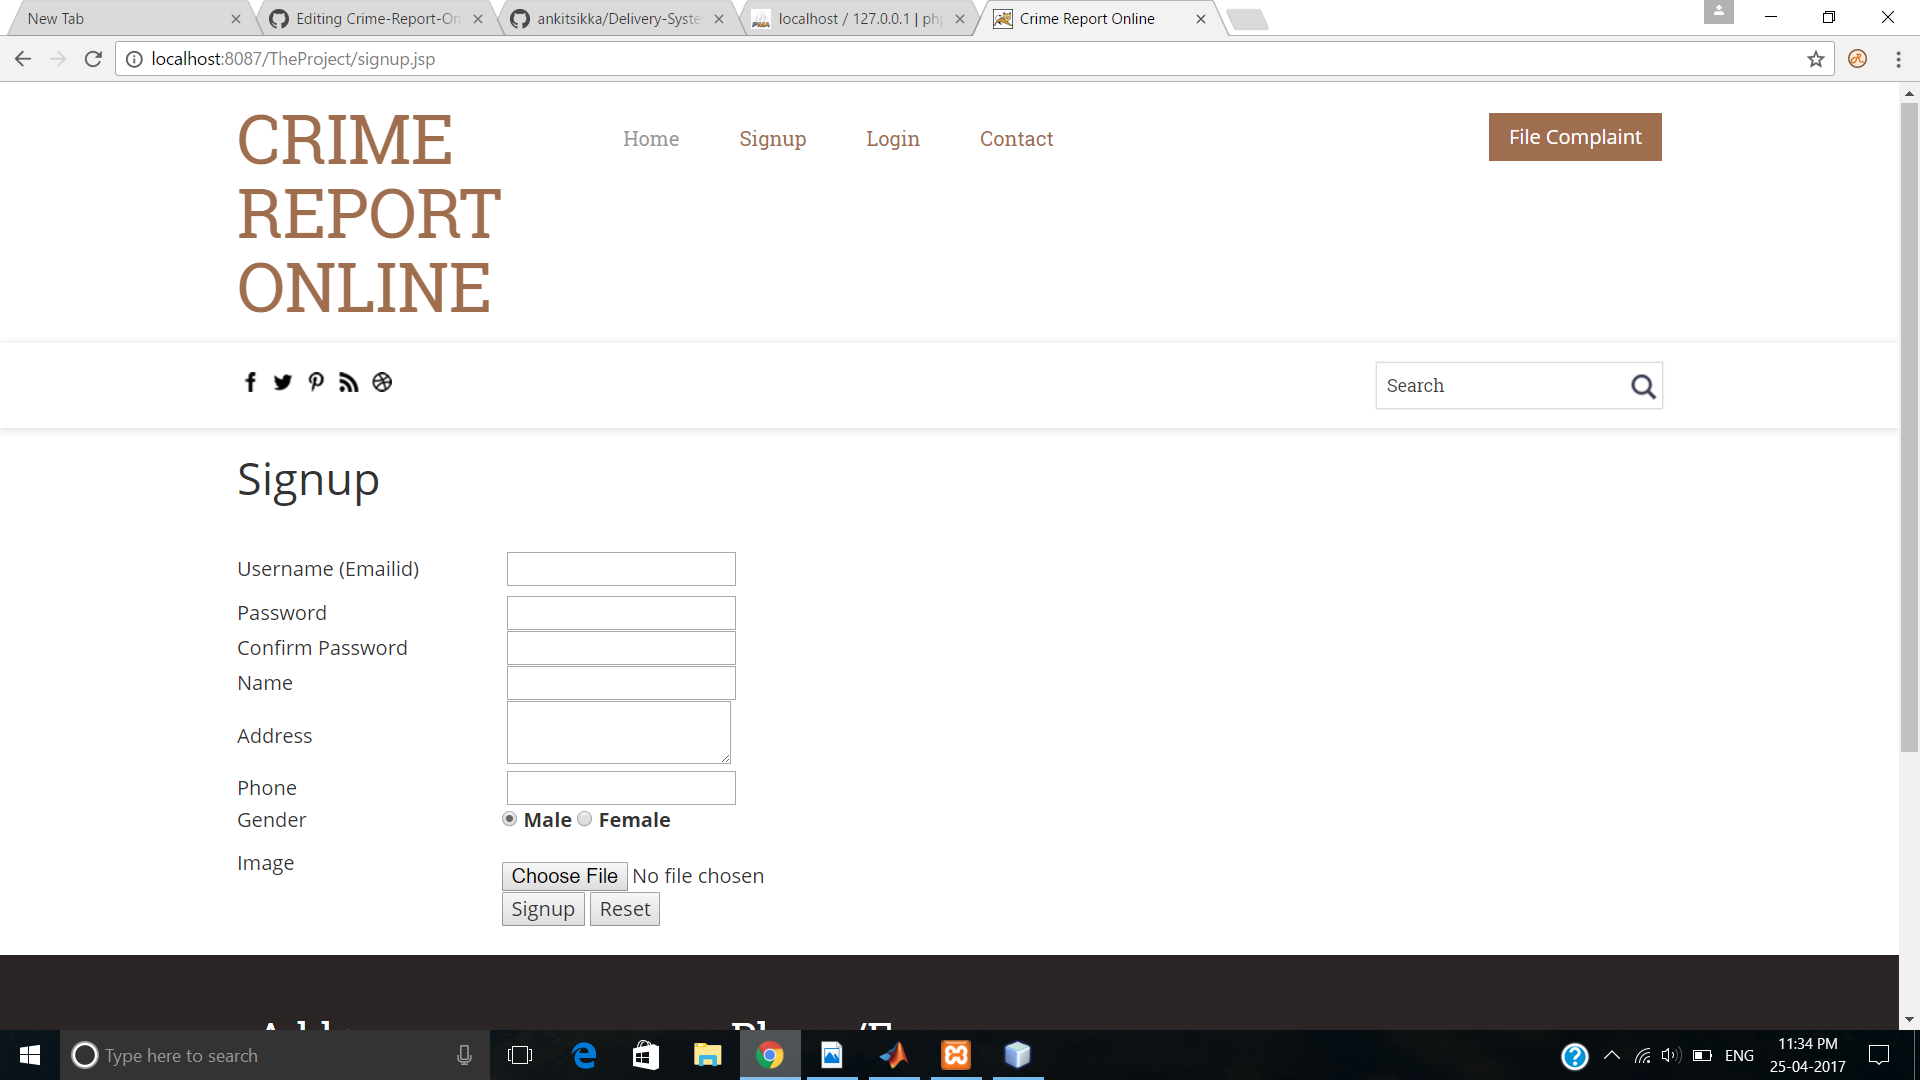 New Tab
Editing Crime-Report-On
ankitsikka/Delivery-Syste
localhost / 127.0.0.1 | ph
Crime Report Online
localhost:8087/TheProject/signup.jsp
CRIME
REPORT
ONLINE
Home
Signup
Login
Contact
File Complaint
Search
Signup
Username (Emailid)
Password
Confirm Password
Name
Address
Phone
Gender
Male
Female
Image
Choose File No file chosen
Signup
Reset
Type here to search
ENG
11:34 PM
25-04-2017